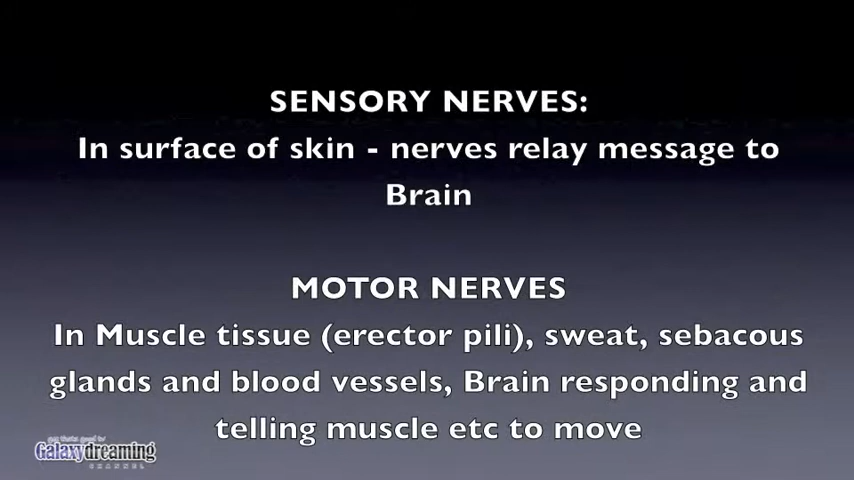 SENSORY NERVES:
In surface of skin - nerves relay message to
Brain
MOTOR NERVES
In Muscle tissue (erector pili), sweat, sebacous
glands and blood vessels, Brain responding and
telling muscle etc to move
Galaxydreaming
CHANNEL